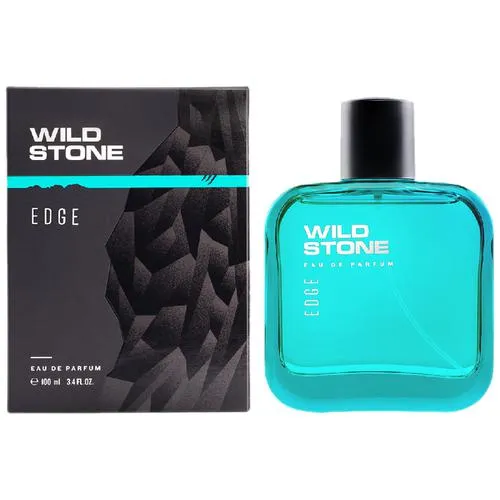 WILD
STONE
EDGE
EAU DE PARFUM
℮ 100 ml 3.4 FL.OZ.
WILD
STONE
EAU DE PARFUM
EDGE